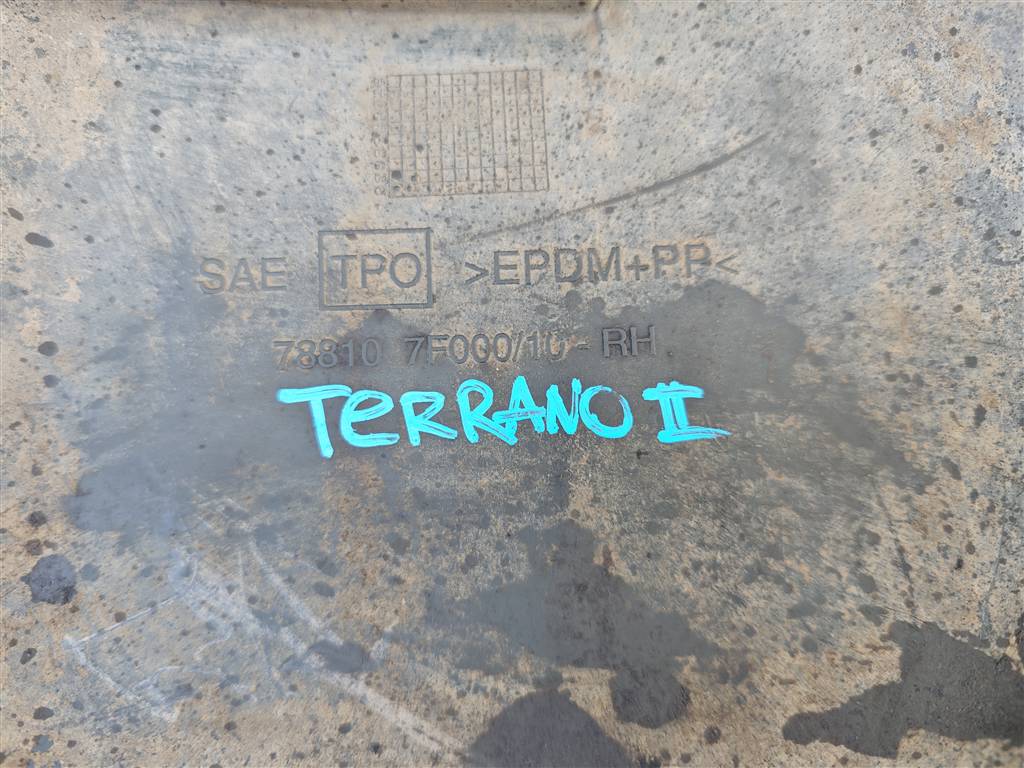 SAE TPO >EPDM+PP<
78810 7F000/10 - RH
TERRANO II